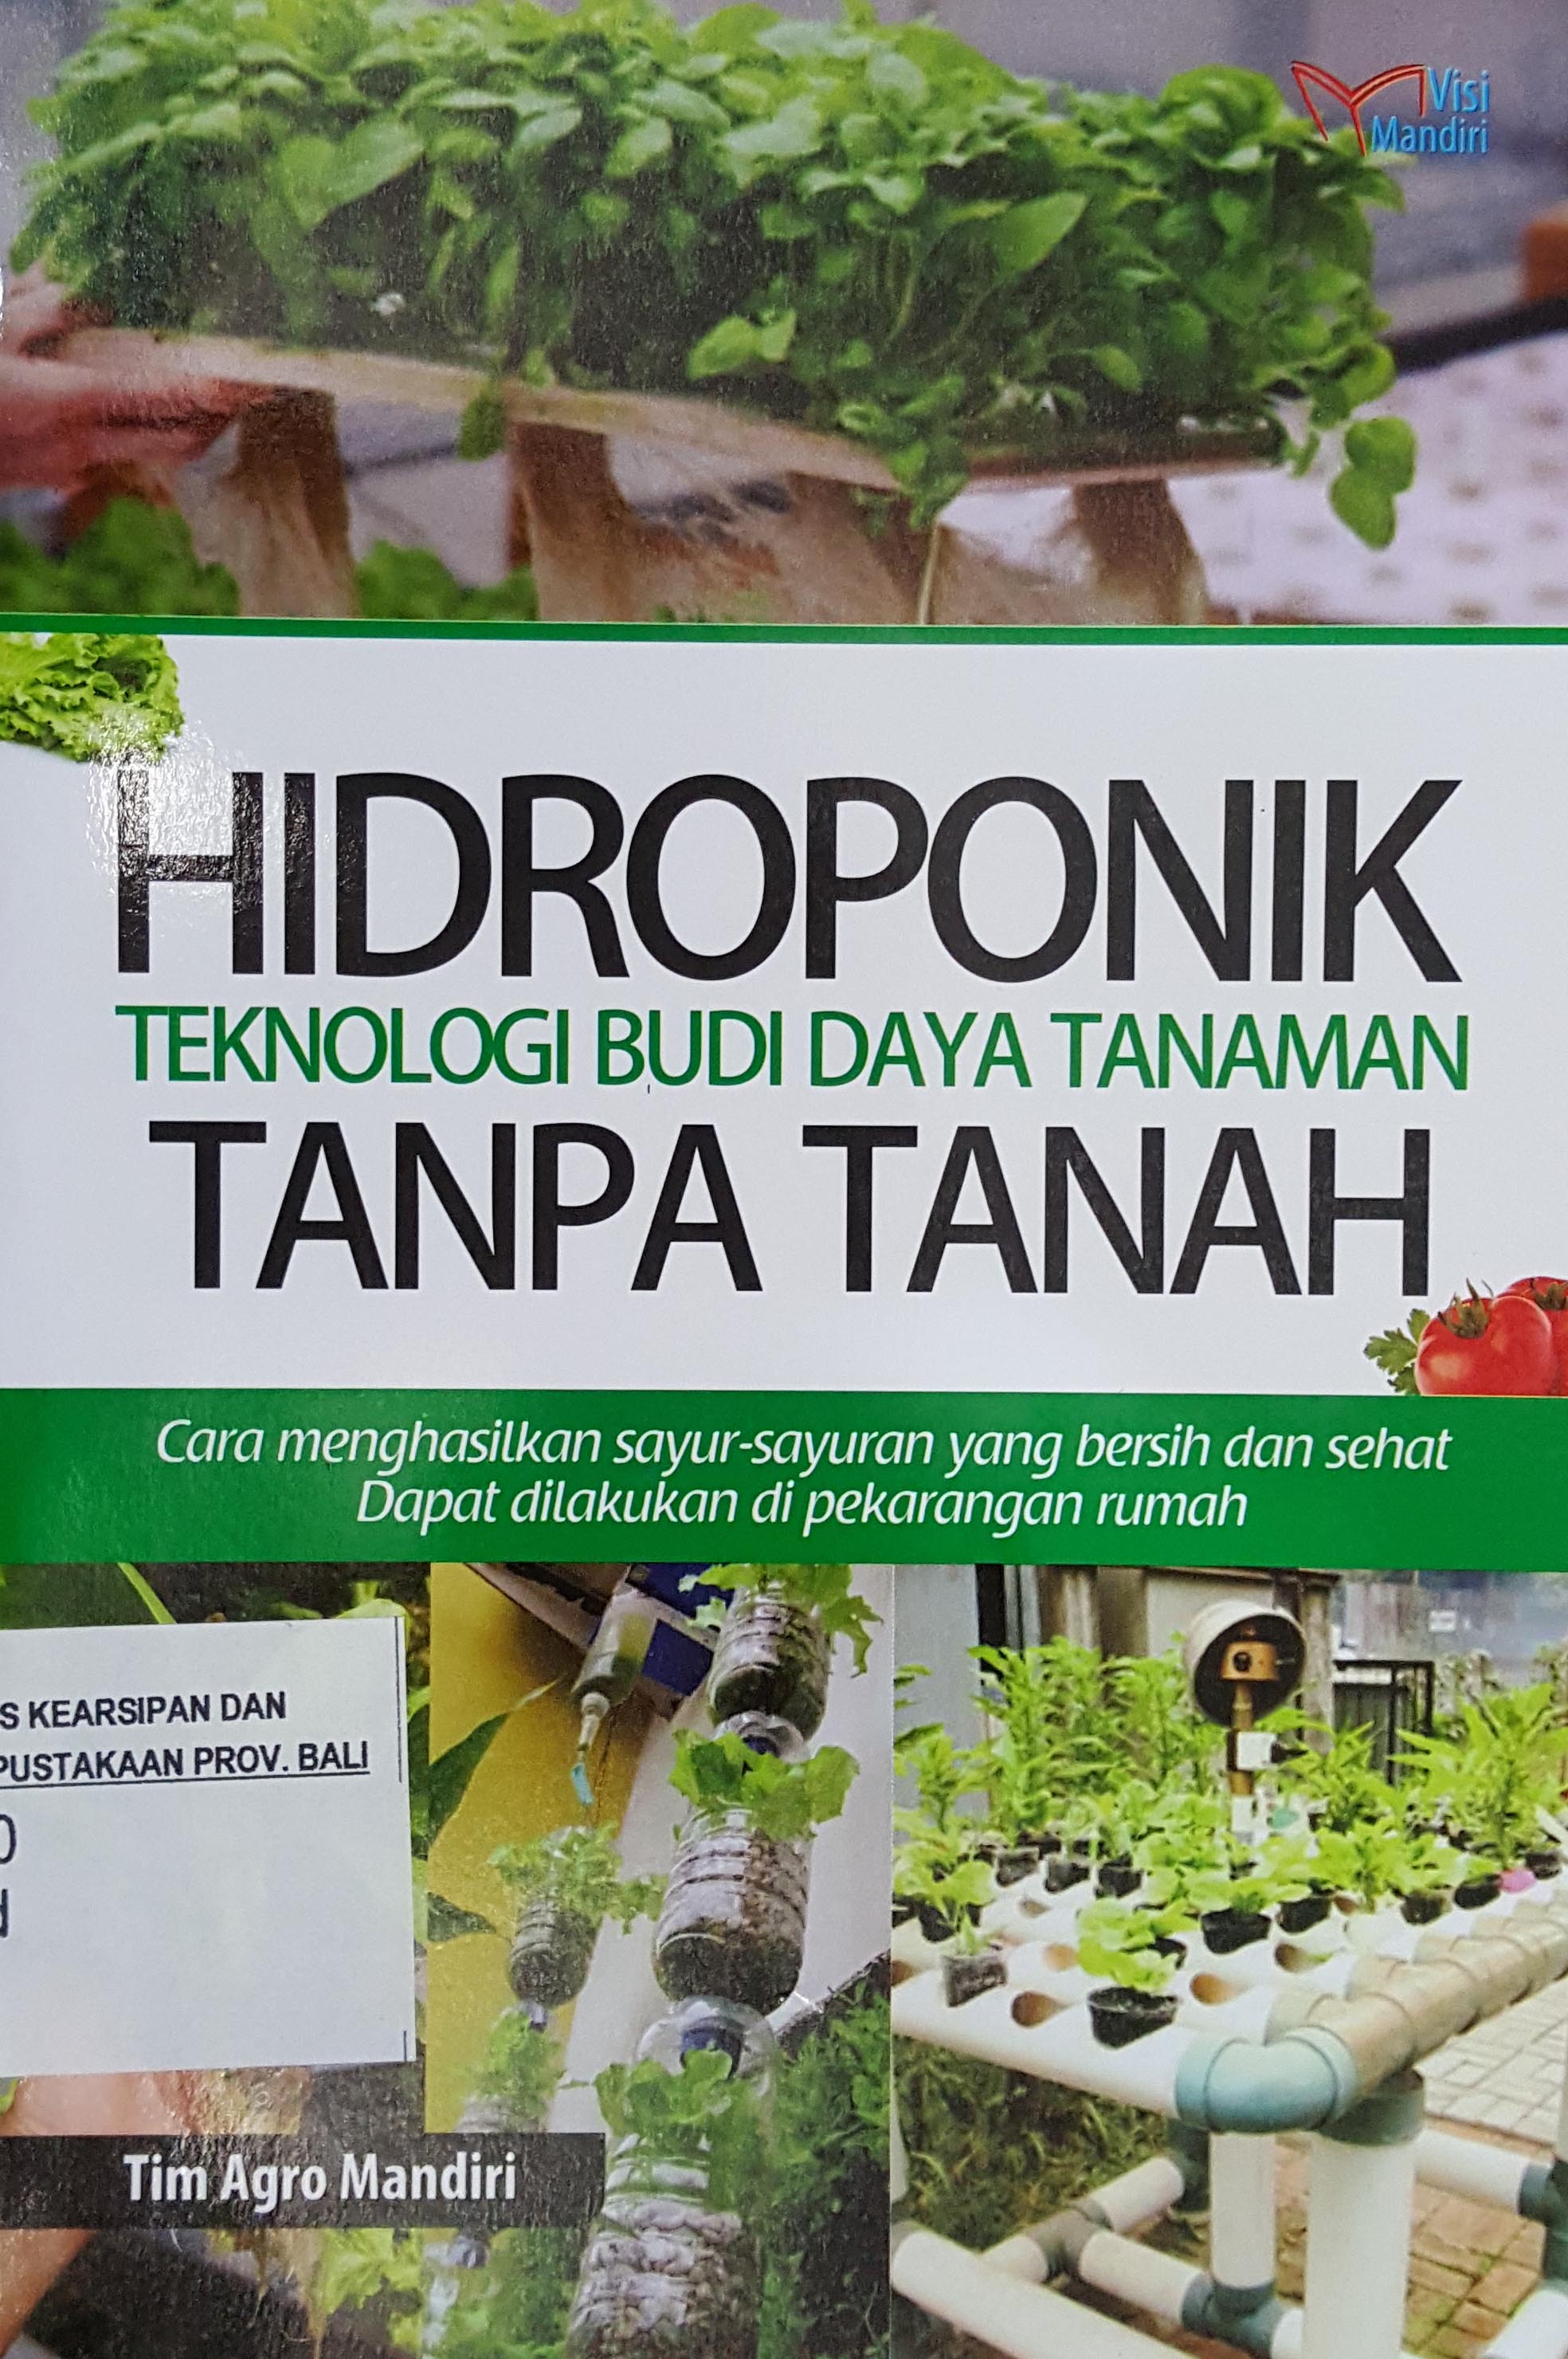 Visi
Mandiri
HIDROPONIK
TEKNOLOGI BUDI DAYA TANAMAN
TANPA TANAH
Cara menghasilkan sayur-sayuran yang bersih dan sehat
Dapat dilakukan di pekarangan rumah
S KEARSIPAN DAN
PUSTAKAAN PROV. BALI
0
d
Tim Agro Mandiri